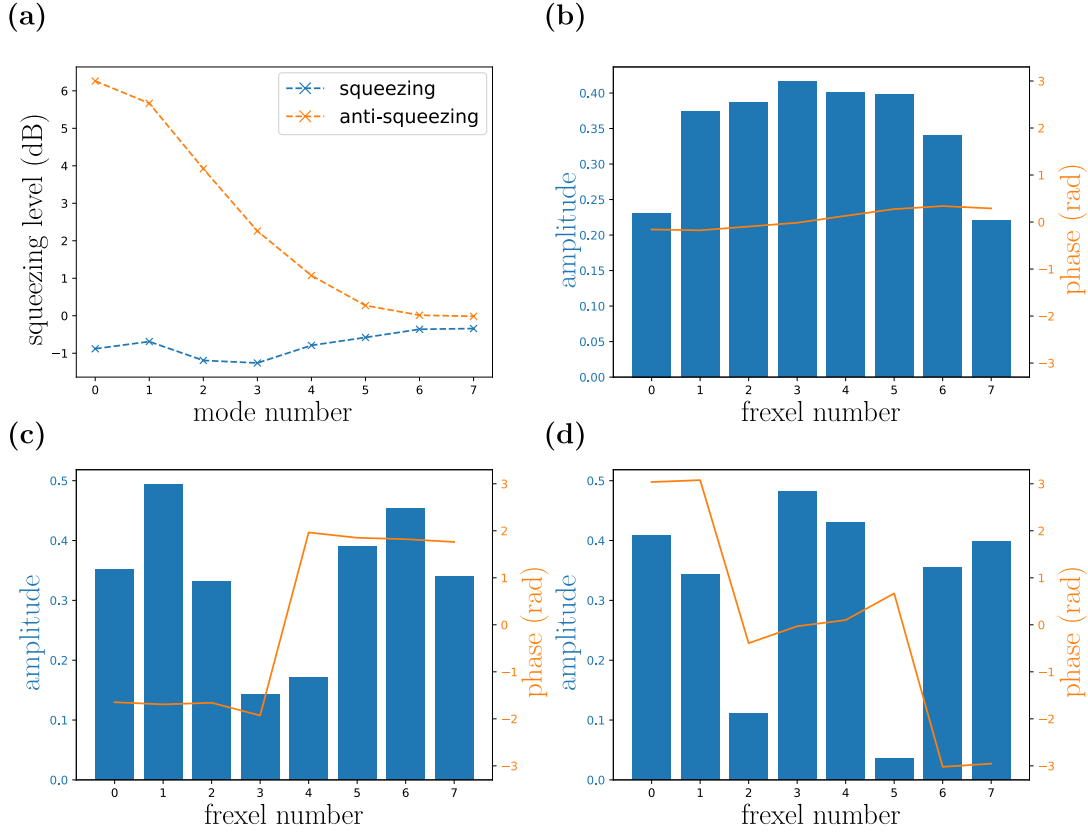 (a)
squeezing level (dB)
6
5
4
3
2
1
0
−1
squeezing
anti-squeezing
0 1 2 3 4 5 6 7
mode number
(b)
amplitude
0.40
0.35
0.30
0.25
0.20
0.15
0.10
0.05
0.00
3
2
1
0
−1
−2
−3
phase (rad)
0 1 2 3 4 5 6 7
frexel number
(c)
amplitude
0.5
0.4
0.3
0.2
0.1
0.0
3
2
1
0
−1
−2
−3
phase (rad)
0 1 2 3 4 5 6 7
frexel number
(d)
amplitude
0.5
0.4
0.3
0.2
0.1
0.0
3
2
1
0
−1
−2
−3
phase (rad)
0 1 2 3 4 5 6 7
frexel number